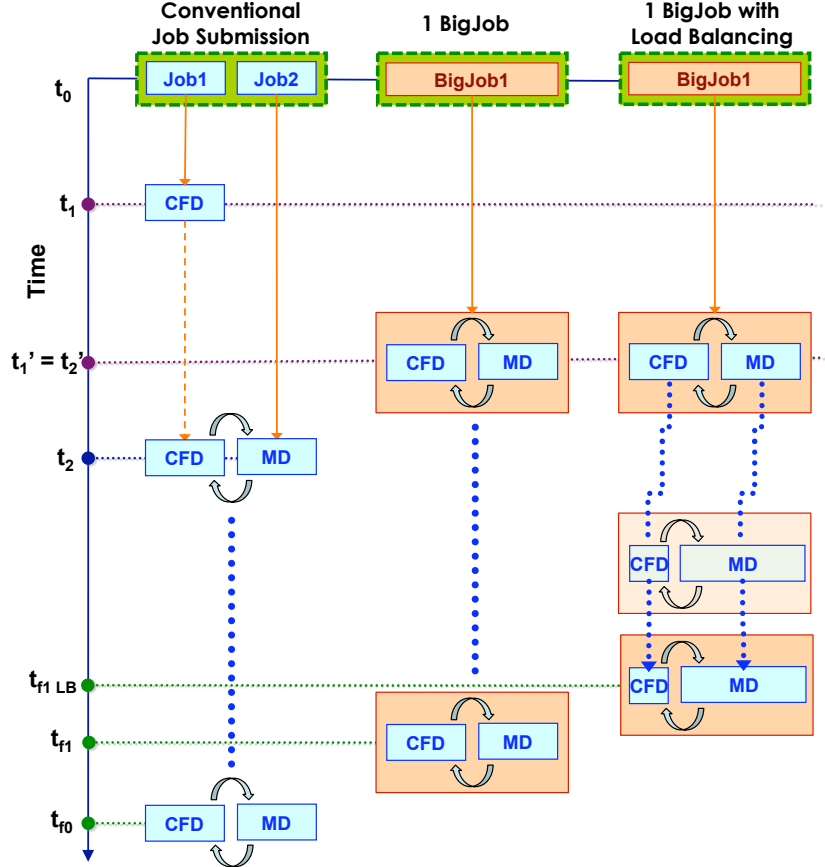 Conventional
Job Submission
1 BigJob
1 BigJob with
Load Balancing
t0
Job1
Job2
BigJob1
BigJob1
t1
CFD
Time
t1' = t2'
CFD
MD
CFD
MD
t2
CFD
MD
CFD
MD
tf1 LB
CFD
MD
tf1
CFD
MD
tf0
CFD
MD